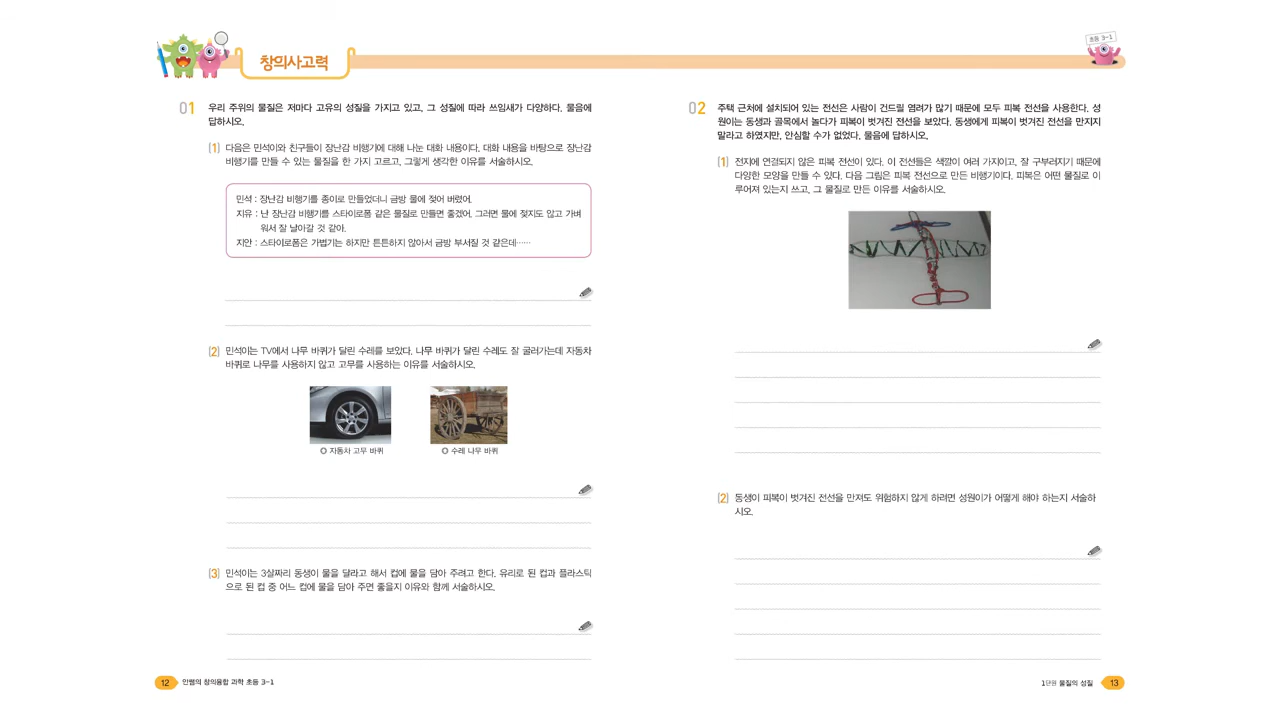 창의사고력
초등 3-1
01 우리 주위의 물질은 저마다 고유의 성질을 가지고 있고, 그 성질에 따라 쓰임새가 다양하다. 물음에
답하시오.
(1) 다음은 민석이와 친구들이 장난감 비행기에 대해 나눈 대화 내용이다. 대화 내용을 바탕으로 장난감
비행기를 만들 수 있는 물질을 한 가지 고르고, 그렇게 생각한 이유를 서술하시오.
민석 : 장난감 비행기를 종이로 만들었더니 금방 물에 젖어 버렸어.
지유 : 난 장난감 비행기를 스타이로폼 같은 물질로 만들면 좋겠어. 그러면 물에 젖지도 않고 가벼
워서 잘 날아갈 것 같아.
지안 : 스타이로폼은 가볍기는 하지만 튼튼하지 않아서 금방 부서질 것 같은데……
(2) 민석이는 TV에서 나무 바퀴가 달린 수레를 보았다. 나무 바퀴가 달린 수레도 잘 굴러가는데 자동차
바퀴로 나무를 사용하지 않고 고무를 사용하는 이유를 서술하시오.
자동차 고무 바퀴
수레 나무 바퀴
(3) 민석이는 3살짜리 동생이 물을 달라고 해서 컵에 물을 담아 주려고 한다. 유리로 된 컵과 플라스틱
으로 된 컵 중 어느 컵에 물을 담아 주면 좋을지 이유와 함께 서술하시오.
12 안쌤의 창의융합 과학 초등 3-1
02 주택 근처에 설치되어 있는 전선은 사람이 건드릴 염려가 많기 때문에 모두 피복 전선을 사용한다. 성
원이는 동생과 골목에서 놀다가 피복이 벗겨진 전선을 보았다. 동생에게 피복이 벗겨진 전선을 만지지
말라고 하였지만, 안심할 수가 없었다. 물음에 답하시오.
(1) 전지에 연결되지 않은 피복 전선이 있다. 이 전선들은 색깔이 여러 가지이고, 잘 구부러지기 때문에
다양한 모양을 만들 수 있다. 다음 그림은 피복 전선으로 만든 비행기이다. 피복은 어떤 물질로 이
루어져 있는지 쓰고, 그 물질로 만든 이유를 서술하시오.
(2) 동생이 피복이 벗겨진 전선을 만져도 위험하지 않게 하려면 성원이가 어떻게 해야 하는지 서술하
시오.
1단원 물질의 성질 13